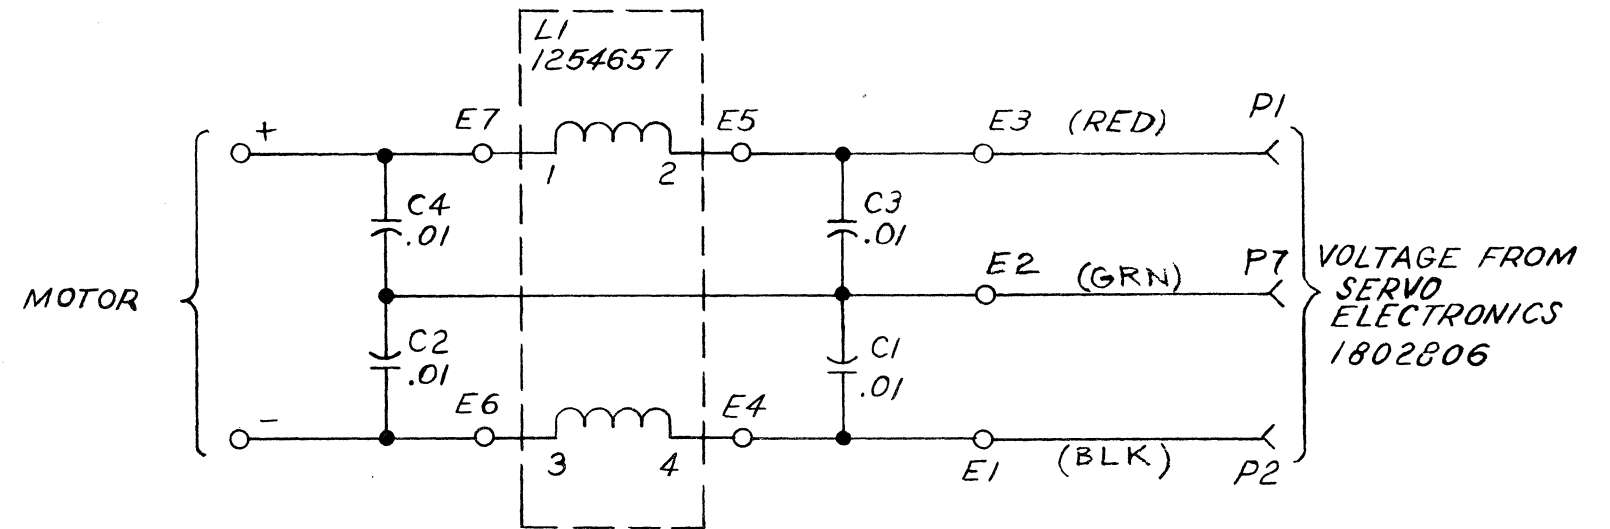 L1
1254657
+
E7
E5
E3 (RED)
P1
1
2
C4
.01
C3
.01
MOTOR
E2 (GRN)
P7
VOLTAGE FROM
SERVO
ELECTRONICS
1802806
C2
.01
C1
.01
-
E6
E4
3
4
E1
(BLK)
P2